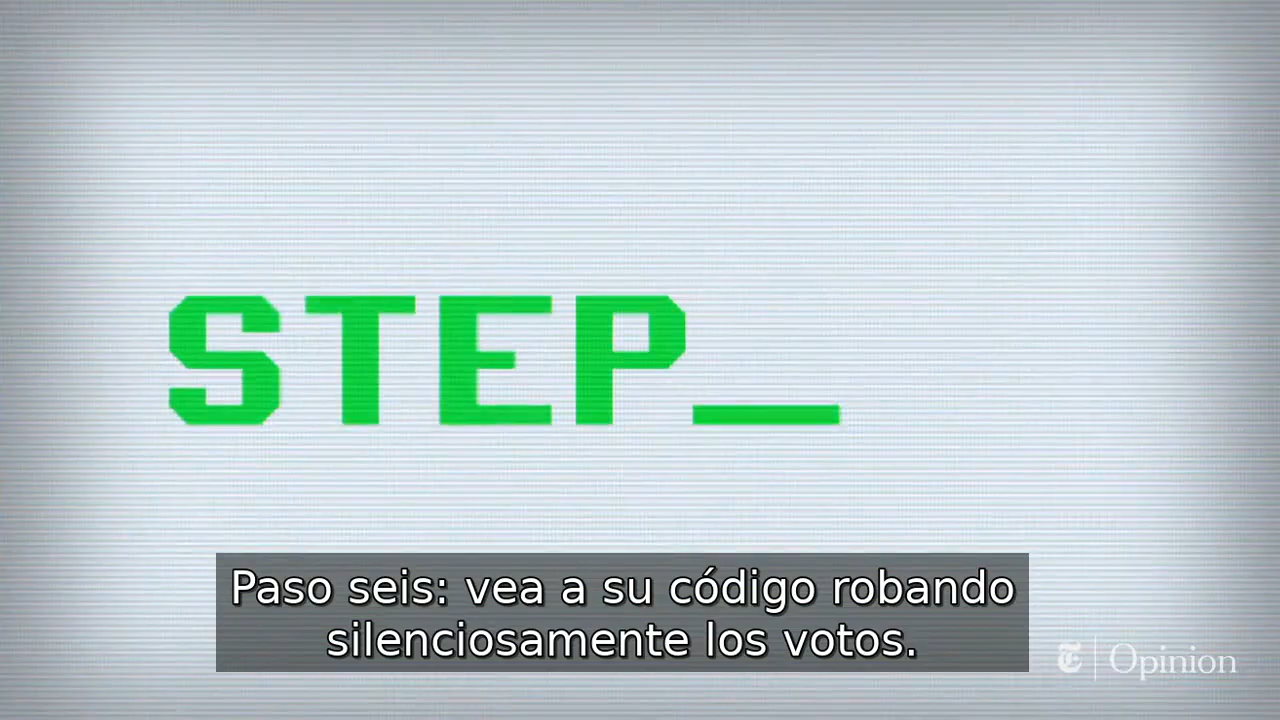 STEP_
Paso seis: vea a su código robando
silenciosamente los votos.
T | Opinion